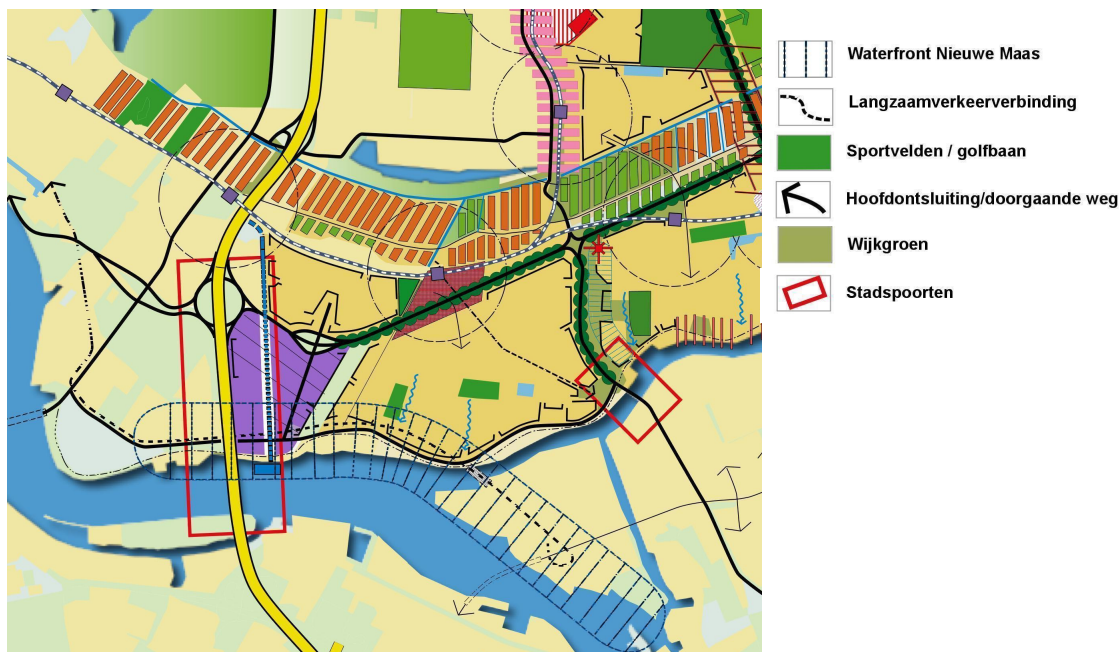 Waterfront Nieuwe Maas
Langzaamverkeerverbinding
Sportvelden / golfbaan
Hoofdontsluiting/doorgaande weg
Wijkgroen
Stadspoorten